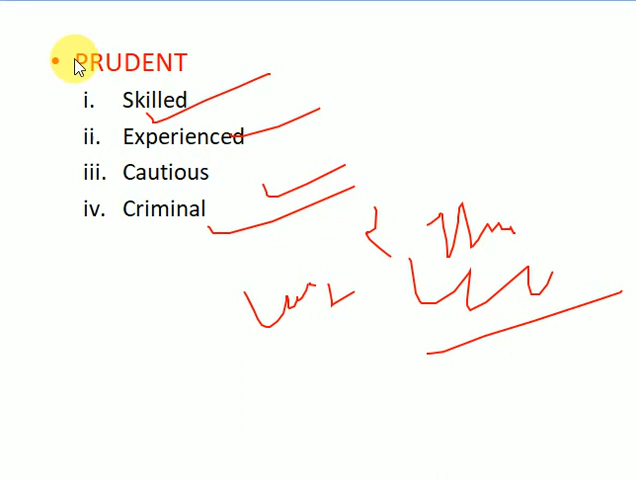 • PRUDENT
i. Skilled
ii. Experienced
iii. Cautious
iv. Criminal